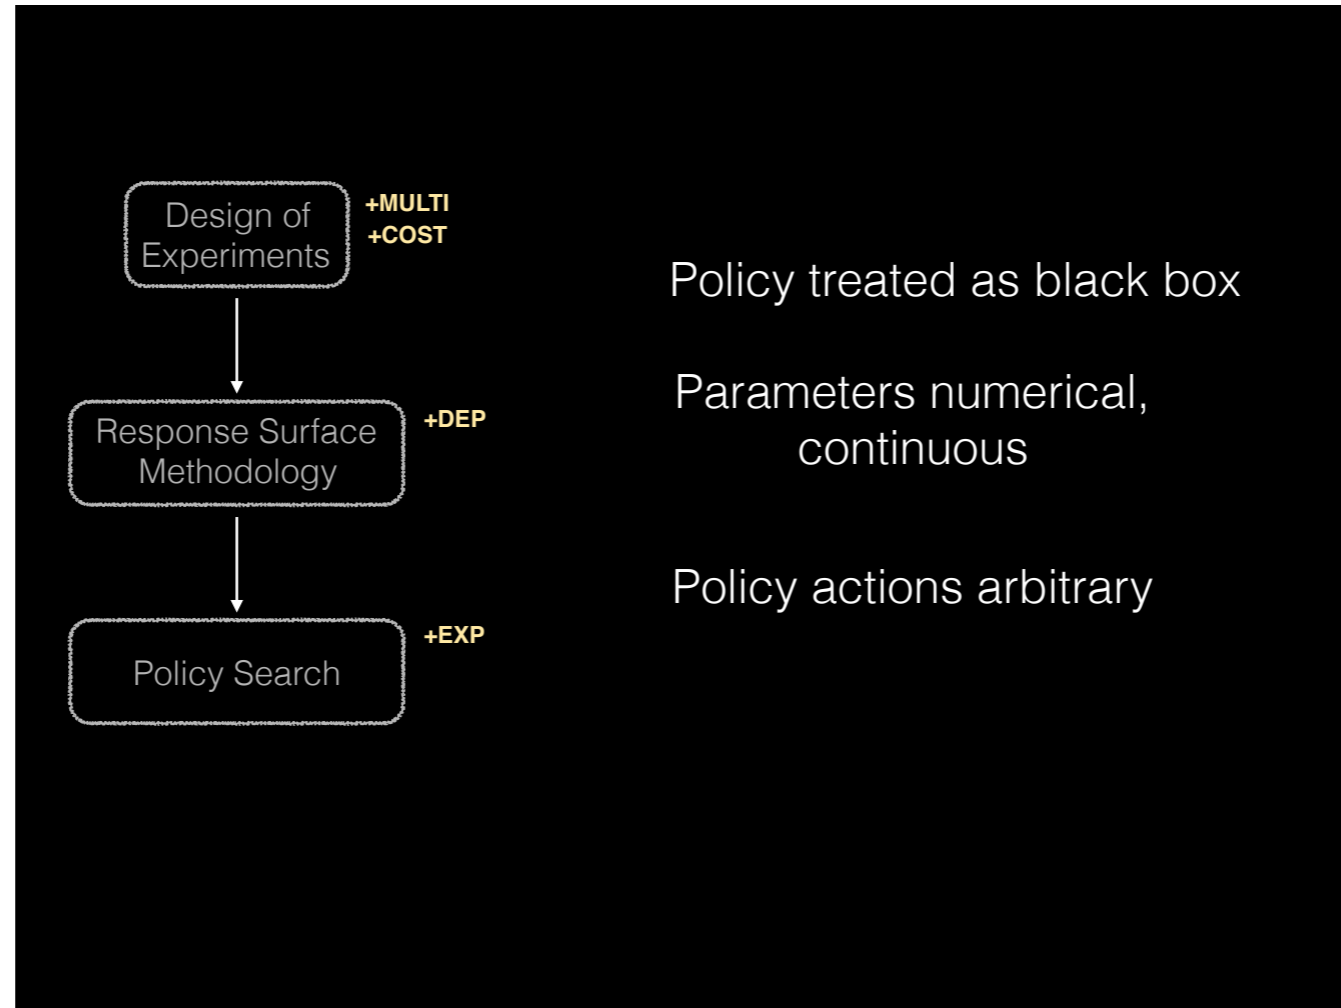 Design of
Experiments
+MULTI
+COST
Response Surface
Methodology
+DEP
Policy Search
+EXP
Policy treated as black box
Parameters numerical,
continuous
Policy actions arbitrary